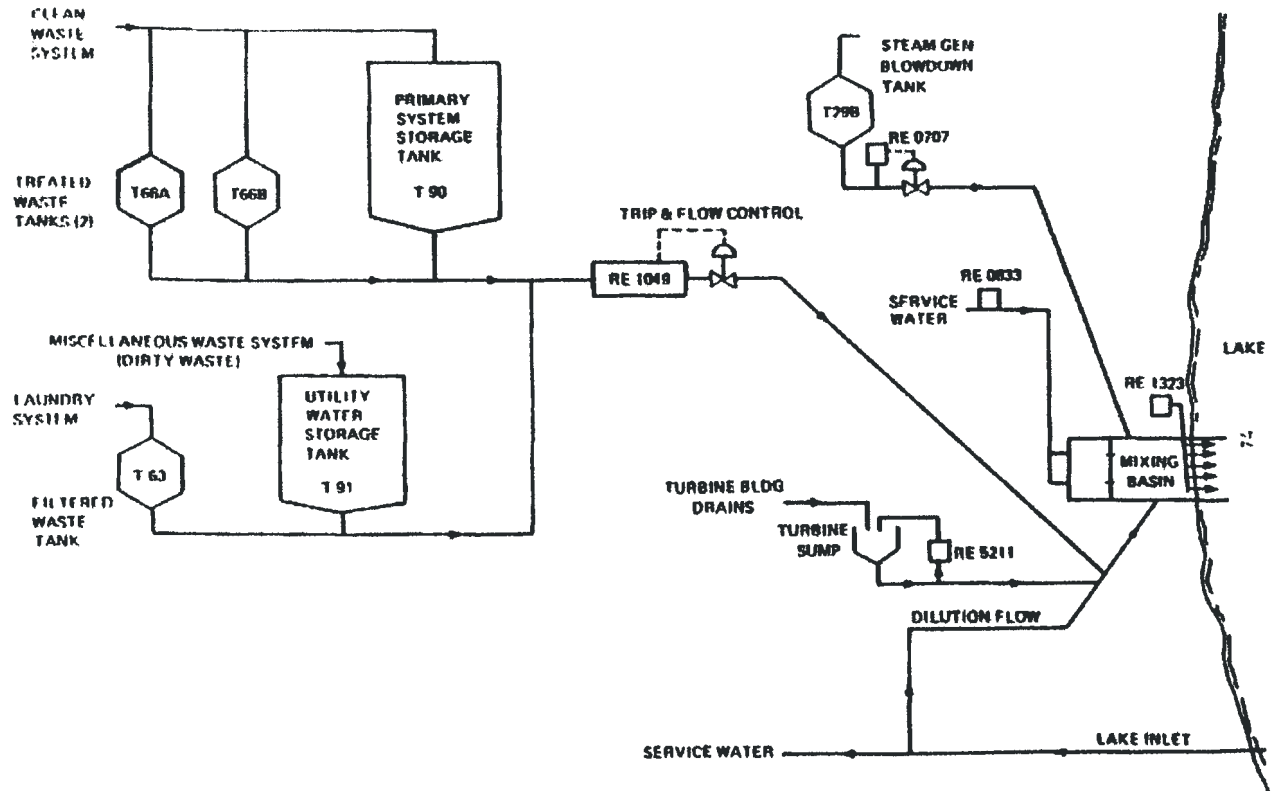 CLEAN
WASTE
SYSTEM
PRIMARY
SYSTEM
STORAGE
TANK
T 90
T66A
T66B
TREATED
WASTE
TANKS (2)
STEAM GEN
BLOWDOWN
TANK
T29B
RE 0707
TRIP & FLOW CONTROL
RE 1049
RE 0833
SERVICE
WATER
LAKE
RE 1323
MIXING
BASIN
MISCELLANEOUS WASTE SYSTEM
(DIRTY WASTE)
LAUNDRY
SYSTEM
UTILITY
WATER
STORAGE
TANK
T 91
T 63
FILTERED
WASTE
TANK
TURBINE BLDG
DRAINS
TURBINE
SUMP
RE 5211
DILUTION FLOW
SERVICE WATER
LAKE INLET